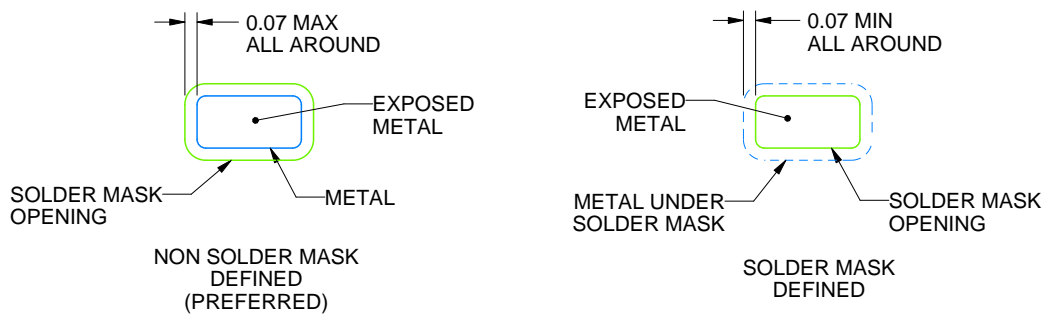 0.07 MAX
ALL AROUND
EXPOSED
METAL
SOLDER MASK
OPENING
METAL
NON SOLDER MASK
DEFINED
(PREFERRED)
0.07 MIN
ALL AROUND
EXPOSED
METAL
METAL UNDER
SOLDER MASK
SOLDER MASK
OPENING
SOLDER MASK
DEFINED